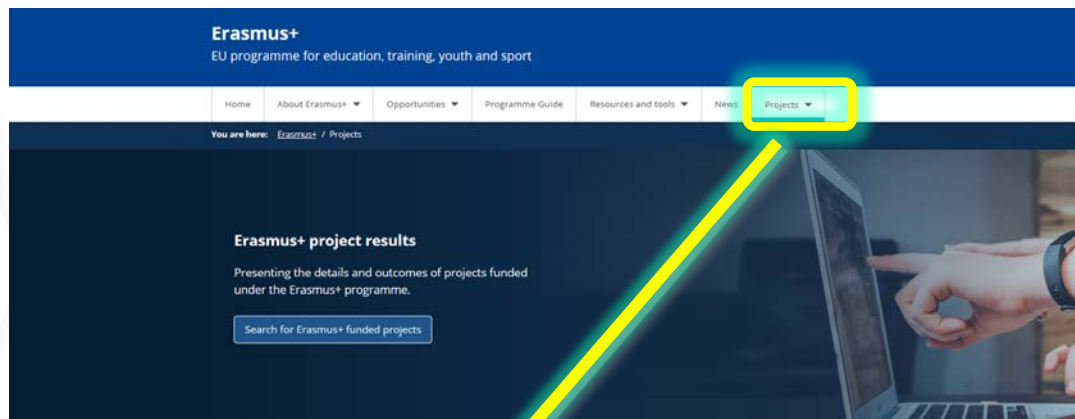 Erasmus+
EU programme for education, training, youth and sport
Home About Erasmus+ Opportunities Programme Guide Resources and tools News Projects
You are here: Erasmus+ / Projects
Erasmus+ project results
Presenting the details and outcomes of projects funded
under the Erasmus+ programme.
Search for Erasmus+ funded projects